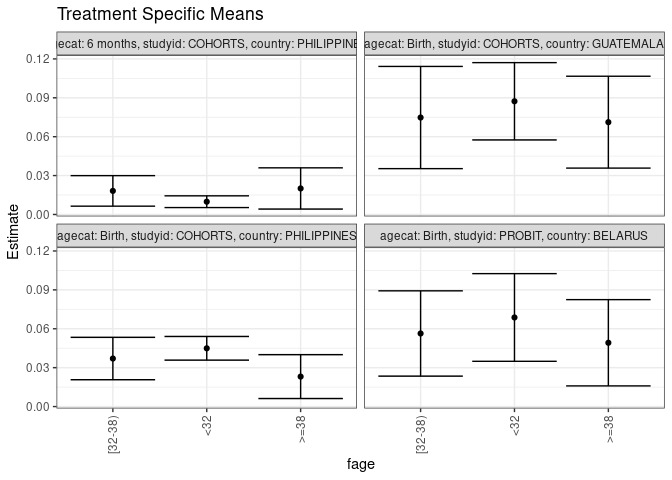 Treatment Specific Means
agecat: 6 months, studyid: COHORTS, country: PHILIPPINE
agecat: Birth, studyid: COHORTS, country: GUATEMALA
0.12
0.09
0.06
0.03
0.00
agecat: Birth, studyid: COHORTS, country: PHILIPPINES
agecat: Birth, studyid: PROBIT, country: BELARUS
0.12
0.09
0.06
0.03
0.00
Estimate
[32-38)
<32
>=38
[32-38)
<32
>=38
fage